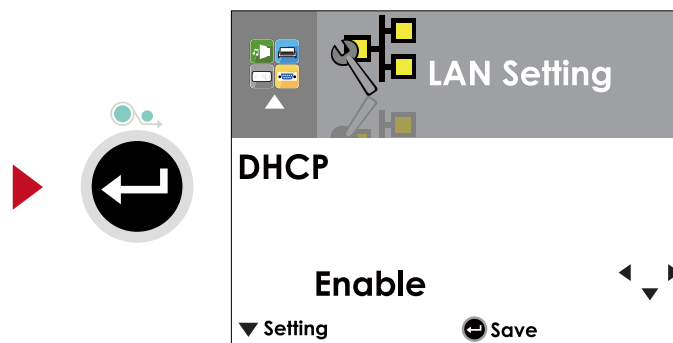 LAN Setting
DHCP
Enable
Setting
Save